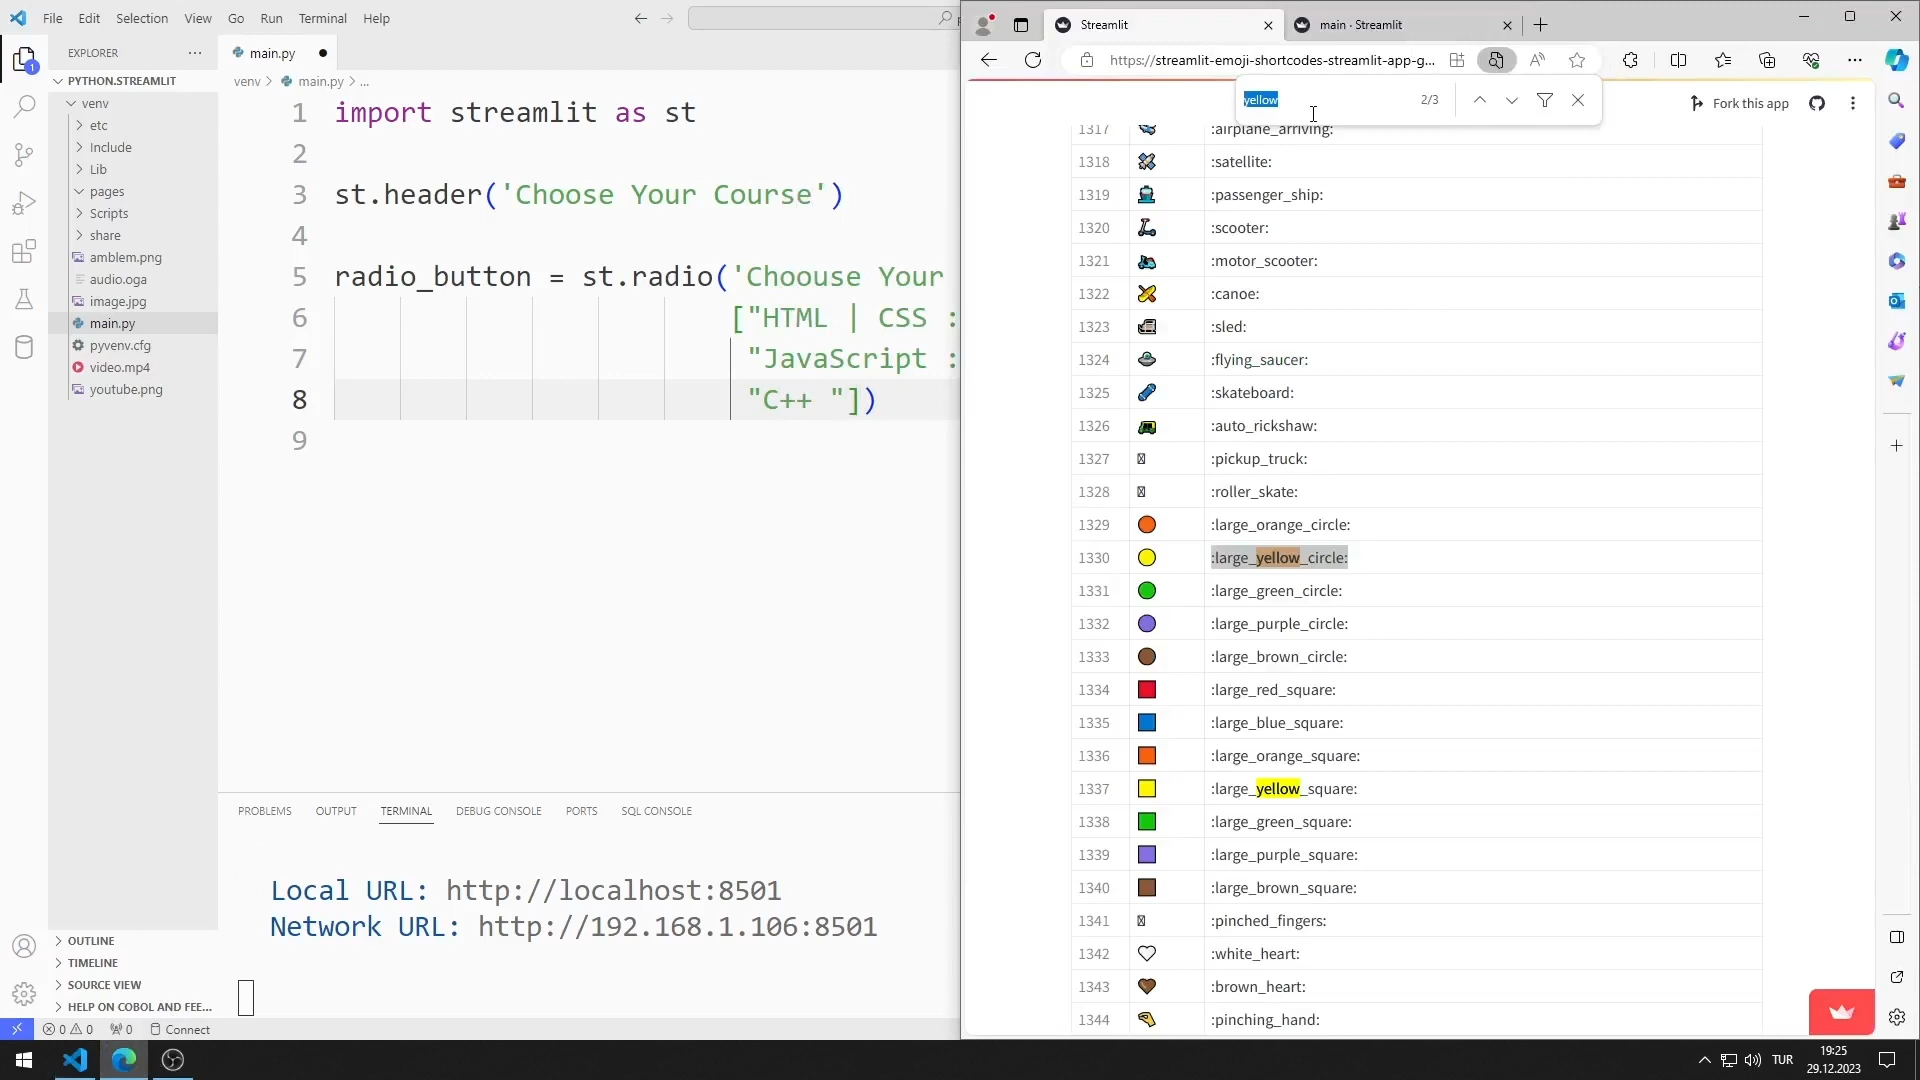 File Edit Selection View Go Run Terminal Help
EXPLORER
PYTHON.STREAMLIT
venv
etc
Include
Lib
pages
Scripts
share
amblem.png
audio.oga
image.jpg
main.py
pyvenv.cfg
video.mp4
youtube.png
OUTLINE
TIMELINE
SOURCE VIEW
HELP ON COBOL AND FEE...
main.py
venv > main.py > ...
1 import streamlit as st
2
3 st.header('Choose Your Course')
4
5 radio_button = st.radio('Choouse Your
6 ["HTML | CSS :
7 "JavaScript :
8 "C++ "])
9
PROBLEMS OUTPUT TERMINAL DEBUG CONSOLE PORTS SQL CONSOLE
Local URL: http://localhost:8501
Network URL: http://192.168.1.106:8501
0 0 0 Connect
Streamlit
main · Streamlit
https://streamlit-emoji-shortcodes-streamlit-app-g...
yellow 2/3
Fork this app
1317 :airplane_arriving:
1318 :satellite:
1319 :passenger_ship:
1320 :scooter:
1321 :motor_scooter:
1322 :canoe:
1323 :sled:
1324 :flying_saucer:
1325 :skateboard:
1326 :auto_rickshaw:
1327 :pickup_truck:
1328 :roller_skate:
1329 :large_orange_circle:
1330 :large_yellow_circle:
1331 :large_green_circle:
1332 :large_purple_circle:
1333 :large_brown_circle:
1334 :large_red_square:
1335 :large_blue_square:
1336 :large_orange_square:
1337 :large_yellow_square:
1338 :large_green_square:
1339 :large_purple_square:
1340 :large_brown_square:
1341 :pinched_fingers:
1342 :white_heart:
1343 :brown_heart:
1344 :pinching_hand:
TUR
19:25
29.12.2023